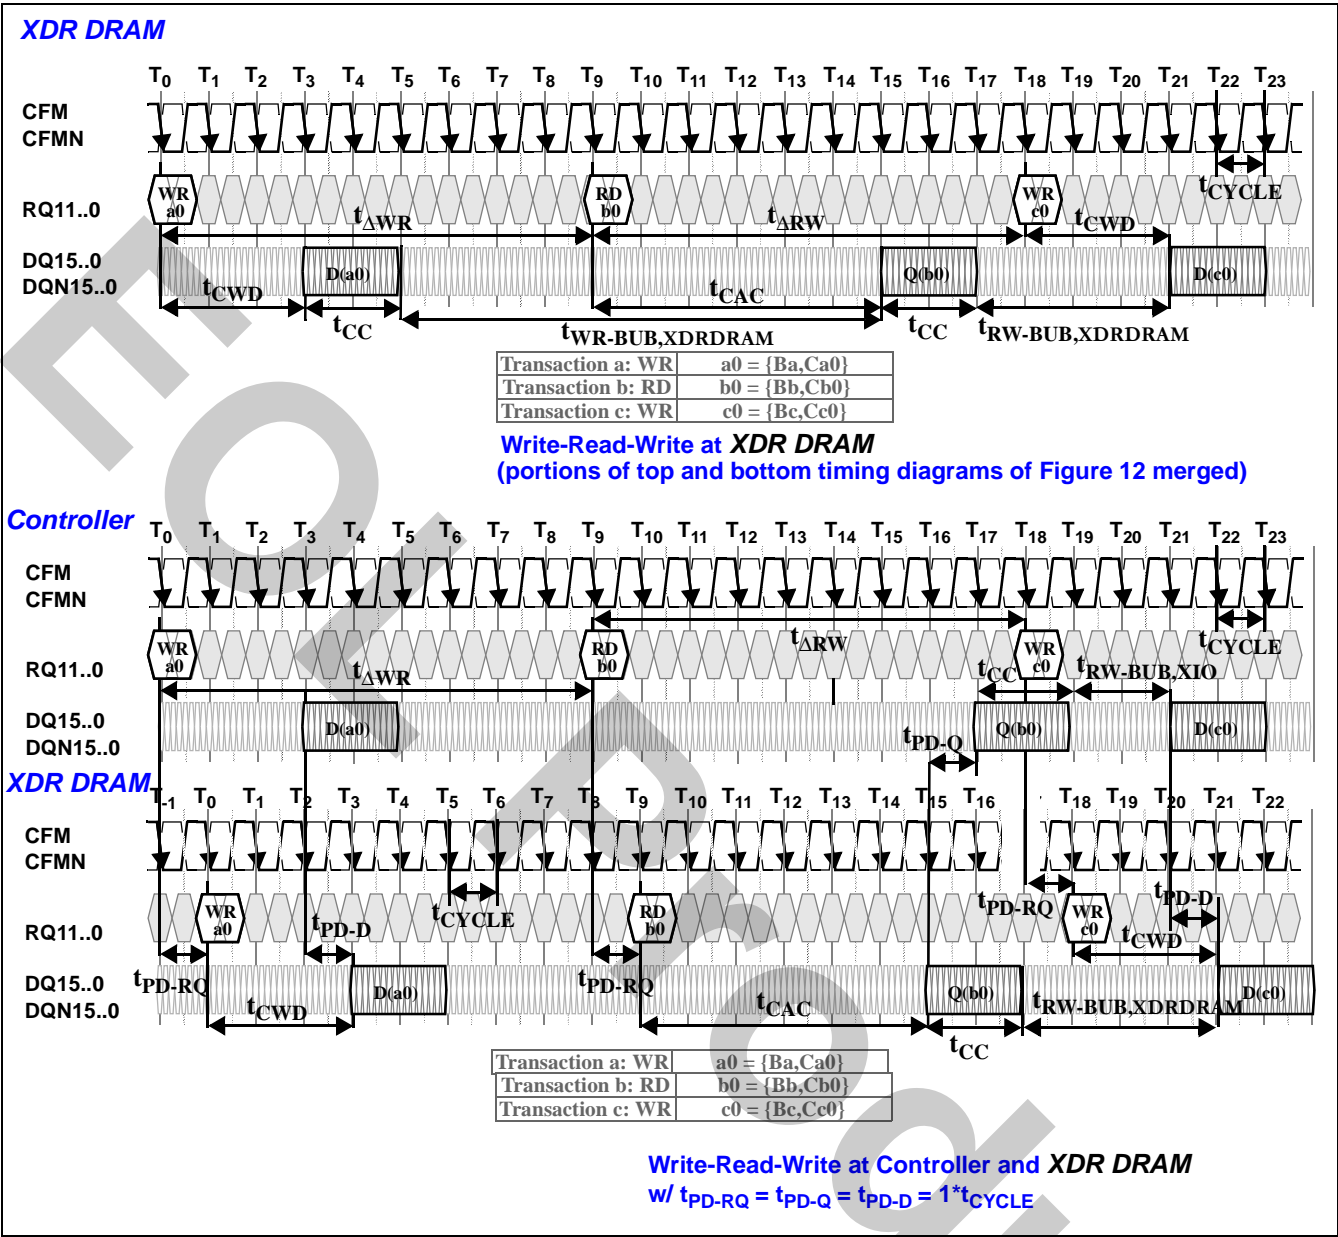 XDR DRAM
T0 T1 T2 T3 T4 T5 T6 T7 T8 T9 T10 T11 T12 T13 T14 T15 T16 T17 T18 T19 T20 T21 T22 T23
CFM
CFMN
tCYCLE
RQ11..0
WR a0
RD b0
WR c0
tΔWR
tΔRW
tCWD
DQ15..0
DQN15..0
D(a0)
Q(b0)
D(c0)
tCWD
tCAC
tCC
tWR-BUB,XDRDRAM
tCC
tRW-BUB,XDRDRAM
Transaction a: WR a0 = {Ba,Ca0}
Transaction b: RD b0 = {Bb,Cb0}
Transaction c: WR c0 = {Bc,Cc0}
Write-Read-Write at XDR DRAM
(portions of top and bottom timing diagrams of Figure 12 merged)
Controller
T0 T1 T2 T3 T4 T5 T6 T7 T8 T9 T10 T11 T12 T13 T14 T15 T16 T17 T18 T19 T20 T21 T22 T23
CFM
CFMN
tΔRW
tCYCLE
RQ11..0
WR a0
RD b0
WR c0
tΔWR
tCC
tRW-BUB,XIO
DQ15..0
DQN15..0
D(a0)
tPD-Q
Q(b0)
D(c0)
XDR DRAM
T-1 T0 T1 T2 T3 T4 T5 T6 T7 T8 T9 T10 T11 T12 T13 T14 T15 T16 T18 T19 T20 T21 T22
CFM
CFMN
RQ11..0
WR a0
tPD-D
tCYCLE
RD b0
tPD-RQ
WR c0
tPD-D
tCWD
tPD-RQ
tPD-RQ
DQ15..0
DQN15..0
tCWD
D(a0)
tCAC
Q(b0)
tRW-BUB,XDRDRAM
D(c0)
tCC
Transaction a: WR a0 = {Ba,Ca0}
Transaction b: RD b0 = {Bb,Cb0}
Transaction c: WR c0 = {Bc,Cc0}
Write-Read-Write at Controller and XDR DRAM
w/ tPD-RQ = tPD-Q = tPD-D = 1*tCYCLE
EOL Prod